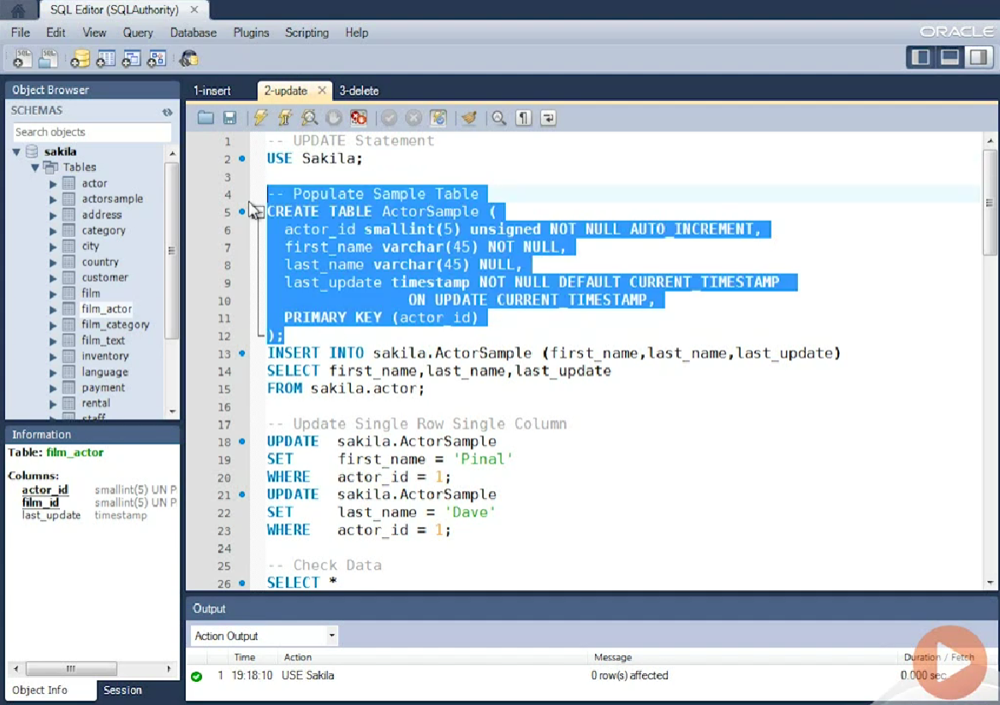 SQL Editor (SQLAuthority) ×
File Edit View Query Database Plugins Scripting Help
ORACLE
SQL SQL
Object Browser
SCHEMAS
Search objects
sakila
Tables
actor
actorsample
address
category
city
country
customer
film
film_actor
film_category
film_text
inventory
language
payment
rental
staff
Information
Table: film_actor
Columns:
actor_id smallint(5) UN P
film_id smallint(5) UN P
last_update timestamp
Object Info Session
1-insert 2-update × 3-delete
1 -- UPDATE Statement
2 USE Sakila;
3
4 -- Populate Sample Table
5 CREATE TABLE ActorSample (
6 actor_id smallint(5) unsigned NOT NULL AUTO_INCREMENT,
7 first_name varchar(45) NOT NULL,
8 last_name varchar(45) NULL,
9 last_update timestamp NOT NULL DEFAULT CURRENT_TIMESTAMP
10 ON UPDATE CURRENT_TIMESTAMP,
11 PRIMARY KEY (actor_id)
12 );
13 INSERT INTO sakila.ActorSample (first_name,last_name,last_update)
14 SELECT first_name,last_name,last_update
15 FROM sakila.actor;
16
17 -- Update Single Row Single Column
18 UPDATE sakila.ActorSample
19 SET first_name = 'Pinal'
20 WHERE actor_id = 1;
21 UPDATE sakila.ActorSample
22 SET last_name = 'Dave'
23 WHERE actor_id = 1;
24
25 -- Check Data
26 SELECT *
Output
Action Output
Time Action Message Duration / Fetch
1 19:18:10 USE Sakila 0 row(s) affected 0.000 sec